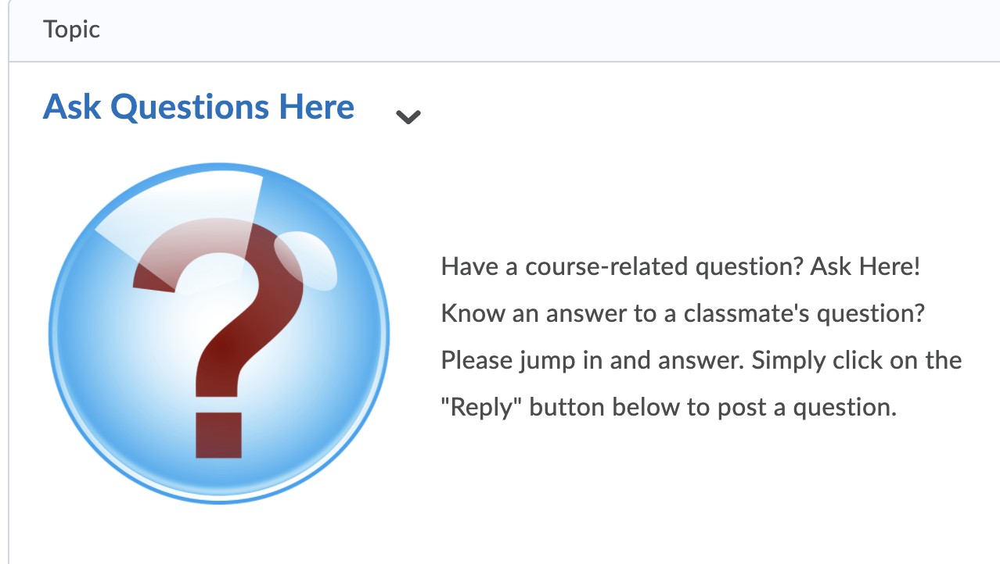 Topic
Ask Questions Here
?
Have a course-related question? Ask Here!
Know an answer to a classmate's question?
Please jump in and answer. Simply click on the
"Reply" button below to post a question.